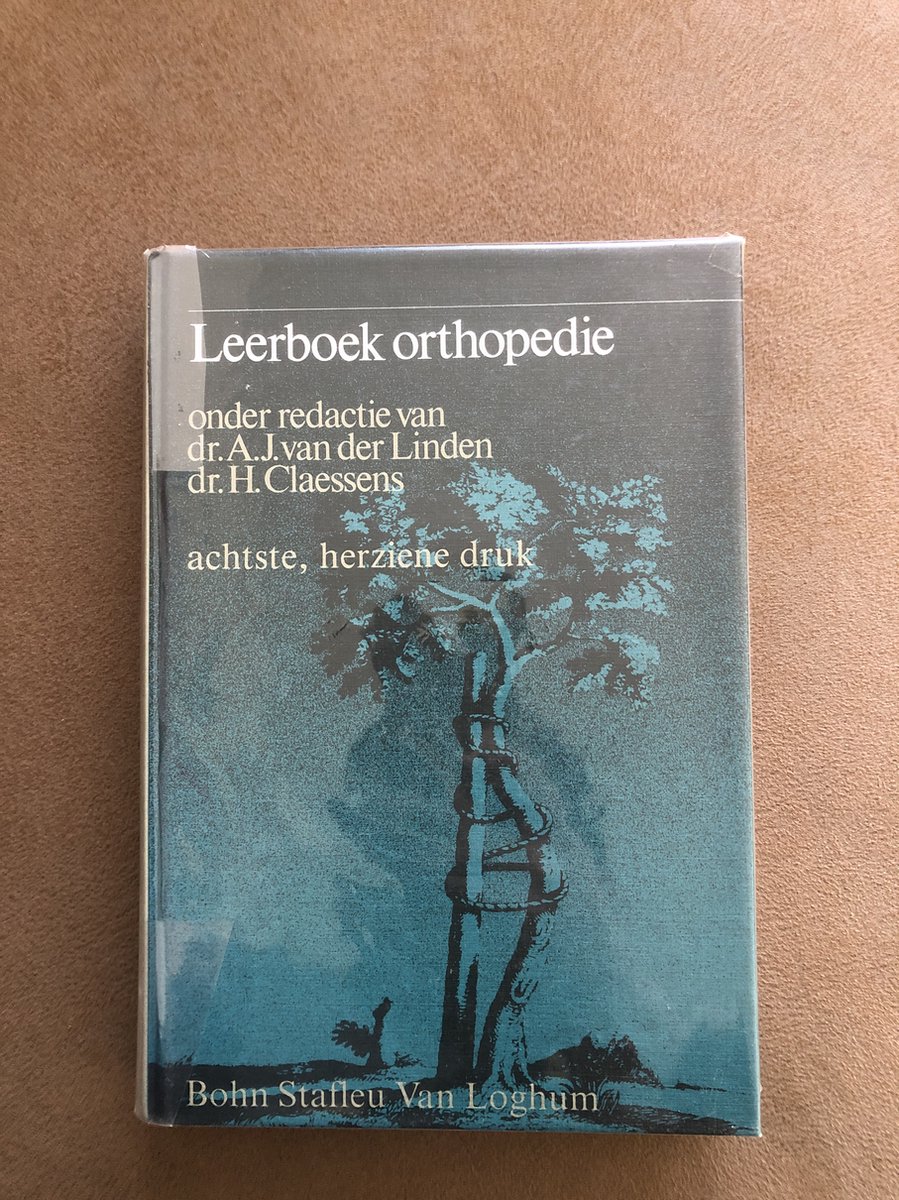 Leerboek orthopedie
onder redactie van
dr. A.J. van der Linden
dr. H. Claessens
achtste, herziene druk
Bohn Stafleu Van Loghum